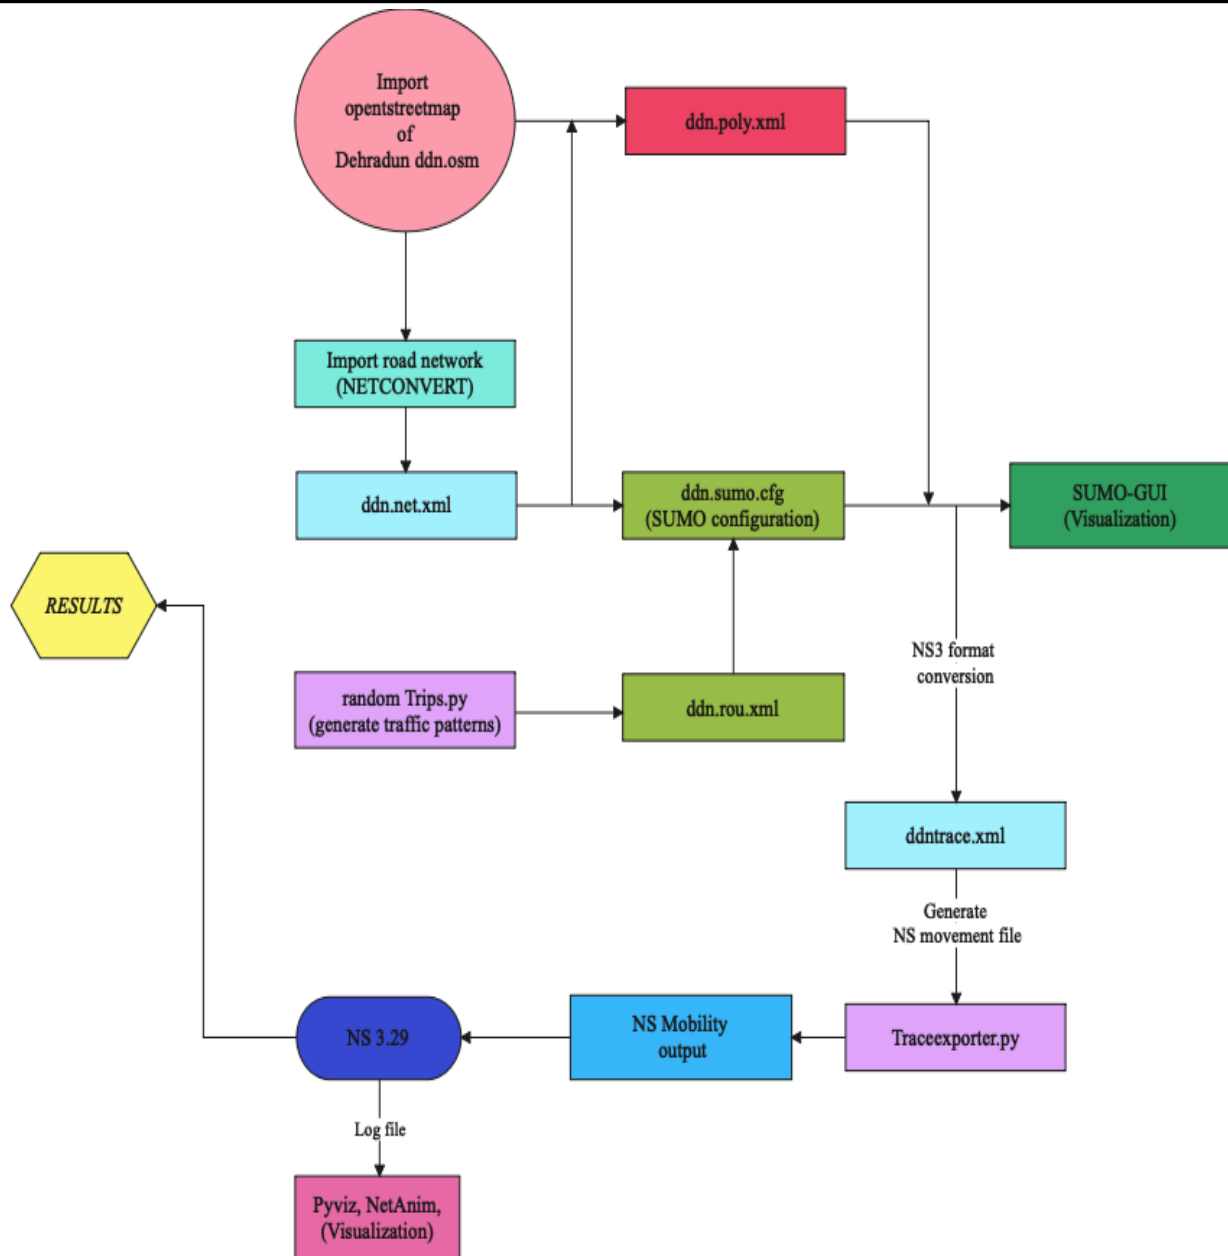 Import
opentstreetmap
of
Dehradun ddn.osm
ddn.poly.xml
Import road network
(NETCONVERT)
ddn.net.xml
ddn.sumo.cfg
(SUMO configuration)
SUMO-GUI
(Visualization)
RESULTS
NS3 format
conversion
random Trips.py
(generate traffic patterns)
ddn.rou.xml
ddntrace.xml
Generate
NS movement file
NS 3.29
NS Mobility
output
Traceexporter.py
Log file
Pyviz, NetAnim,
(Visualization)